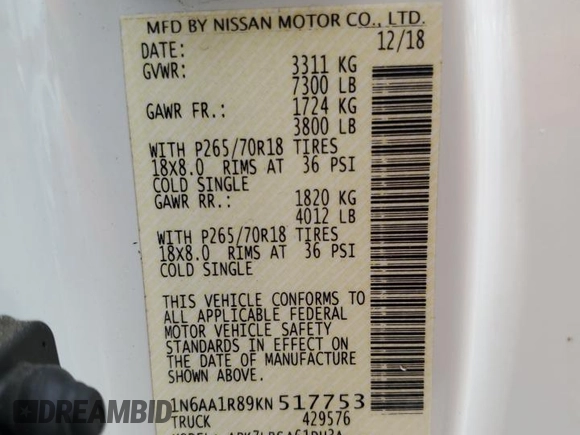 MFD BY NISSAN MOTOR CO., LTD.
DATE: 12/18
GVWR: 3311 KG
7300 LB
GAWR FR.: 1724 KG
3800 LB
WITH P265/70R18 TIRES
18X8.0 RIMS AT 36 PSI
COLD SINGLE
GAWR RR.: 1820 KG
4012 LB
WITH P265/70R18 TIRES
18X8.0 RIMS AT 36 PSI
COLD SINGLE
THIS VEHICLE CONFORMS TO
ALL APPLICABLE FEDERAL
MOTOR VEHICLE SAFETY
STANDARDS IN EFFECT ON
THE DATE OF MANUFACTURE
SHOWN ABOVE.
1N6AA1R89KN517753
TRUCK 429576
RIDERBID